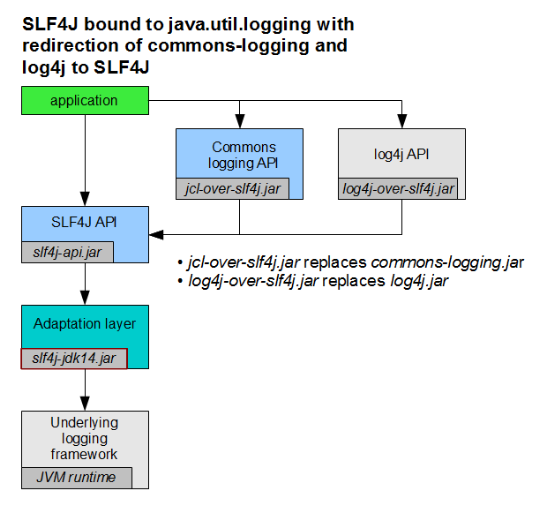 SLF4J bound to java.util.logging with
redirection of commons-logging and
log4j to SLF4J
application
Commons
logging API
jcl-over-slf4j.jar
log4j API
log4j-over-slf4j.jar
SLF4J API
slf4j-api.jar
• jcl-over-slf4j.jar replaces commons-logging.jar
• log4j-over-slf4j.jar replaces log4j.jar
Adaptation layer
slf4j-jdk14.jar
Underlying
logging
framework
JVM runtime